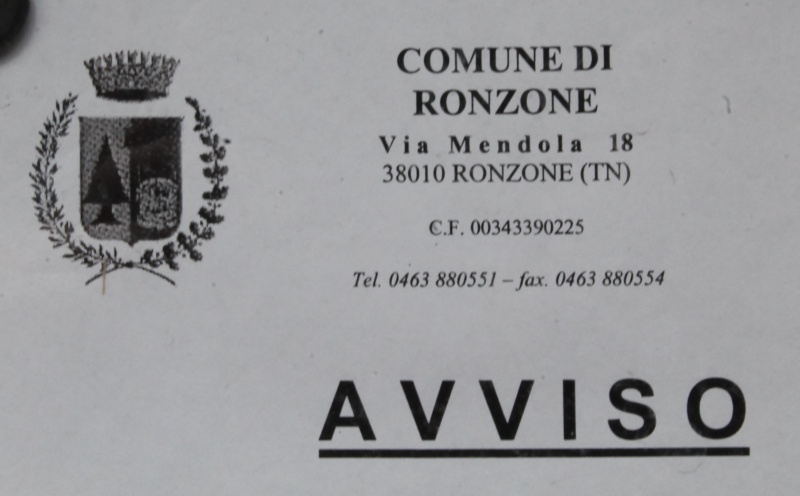 COMUNE DI
RONZONE
Via Mendola 18
38010 RONZONE (TN)
C.F. 00343390225
Tel. 0463 880551 – fax. 0463 880554
AVVISO